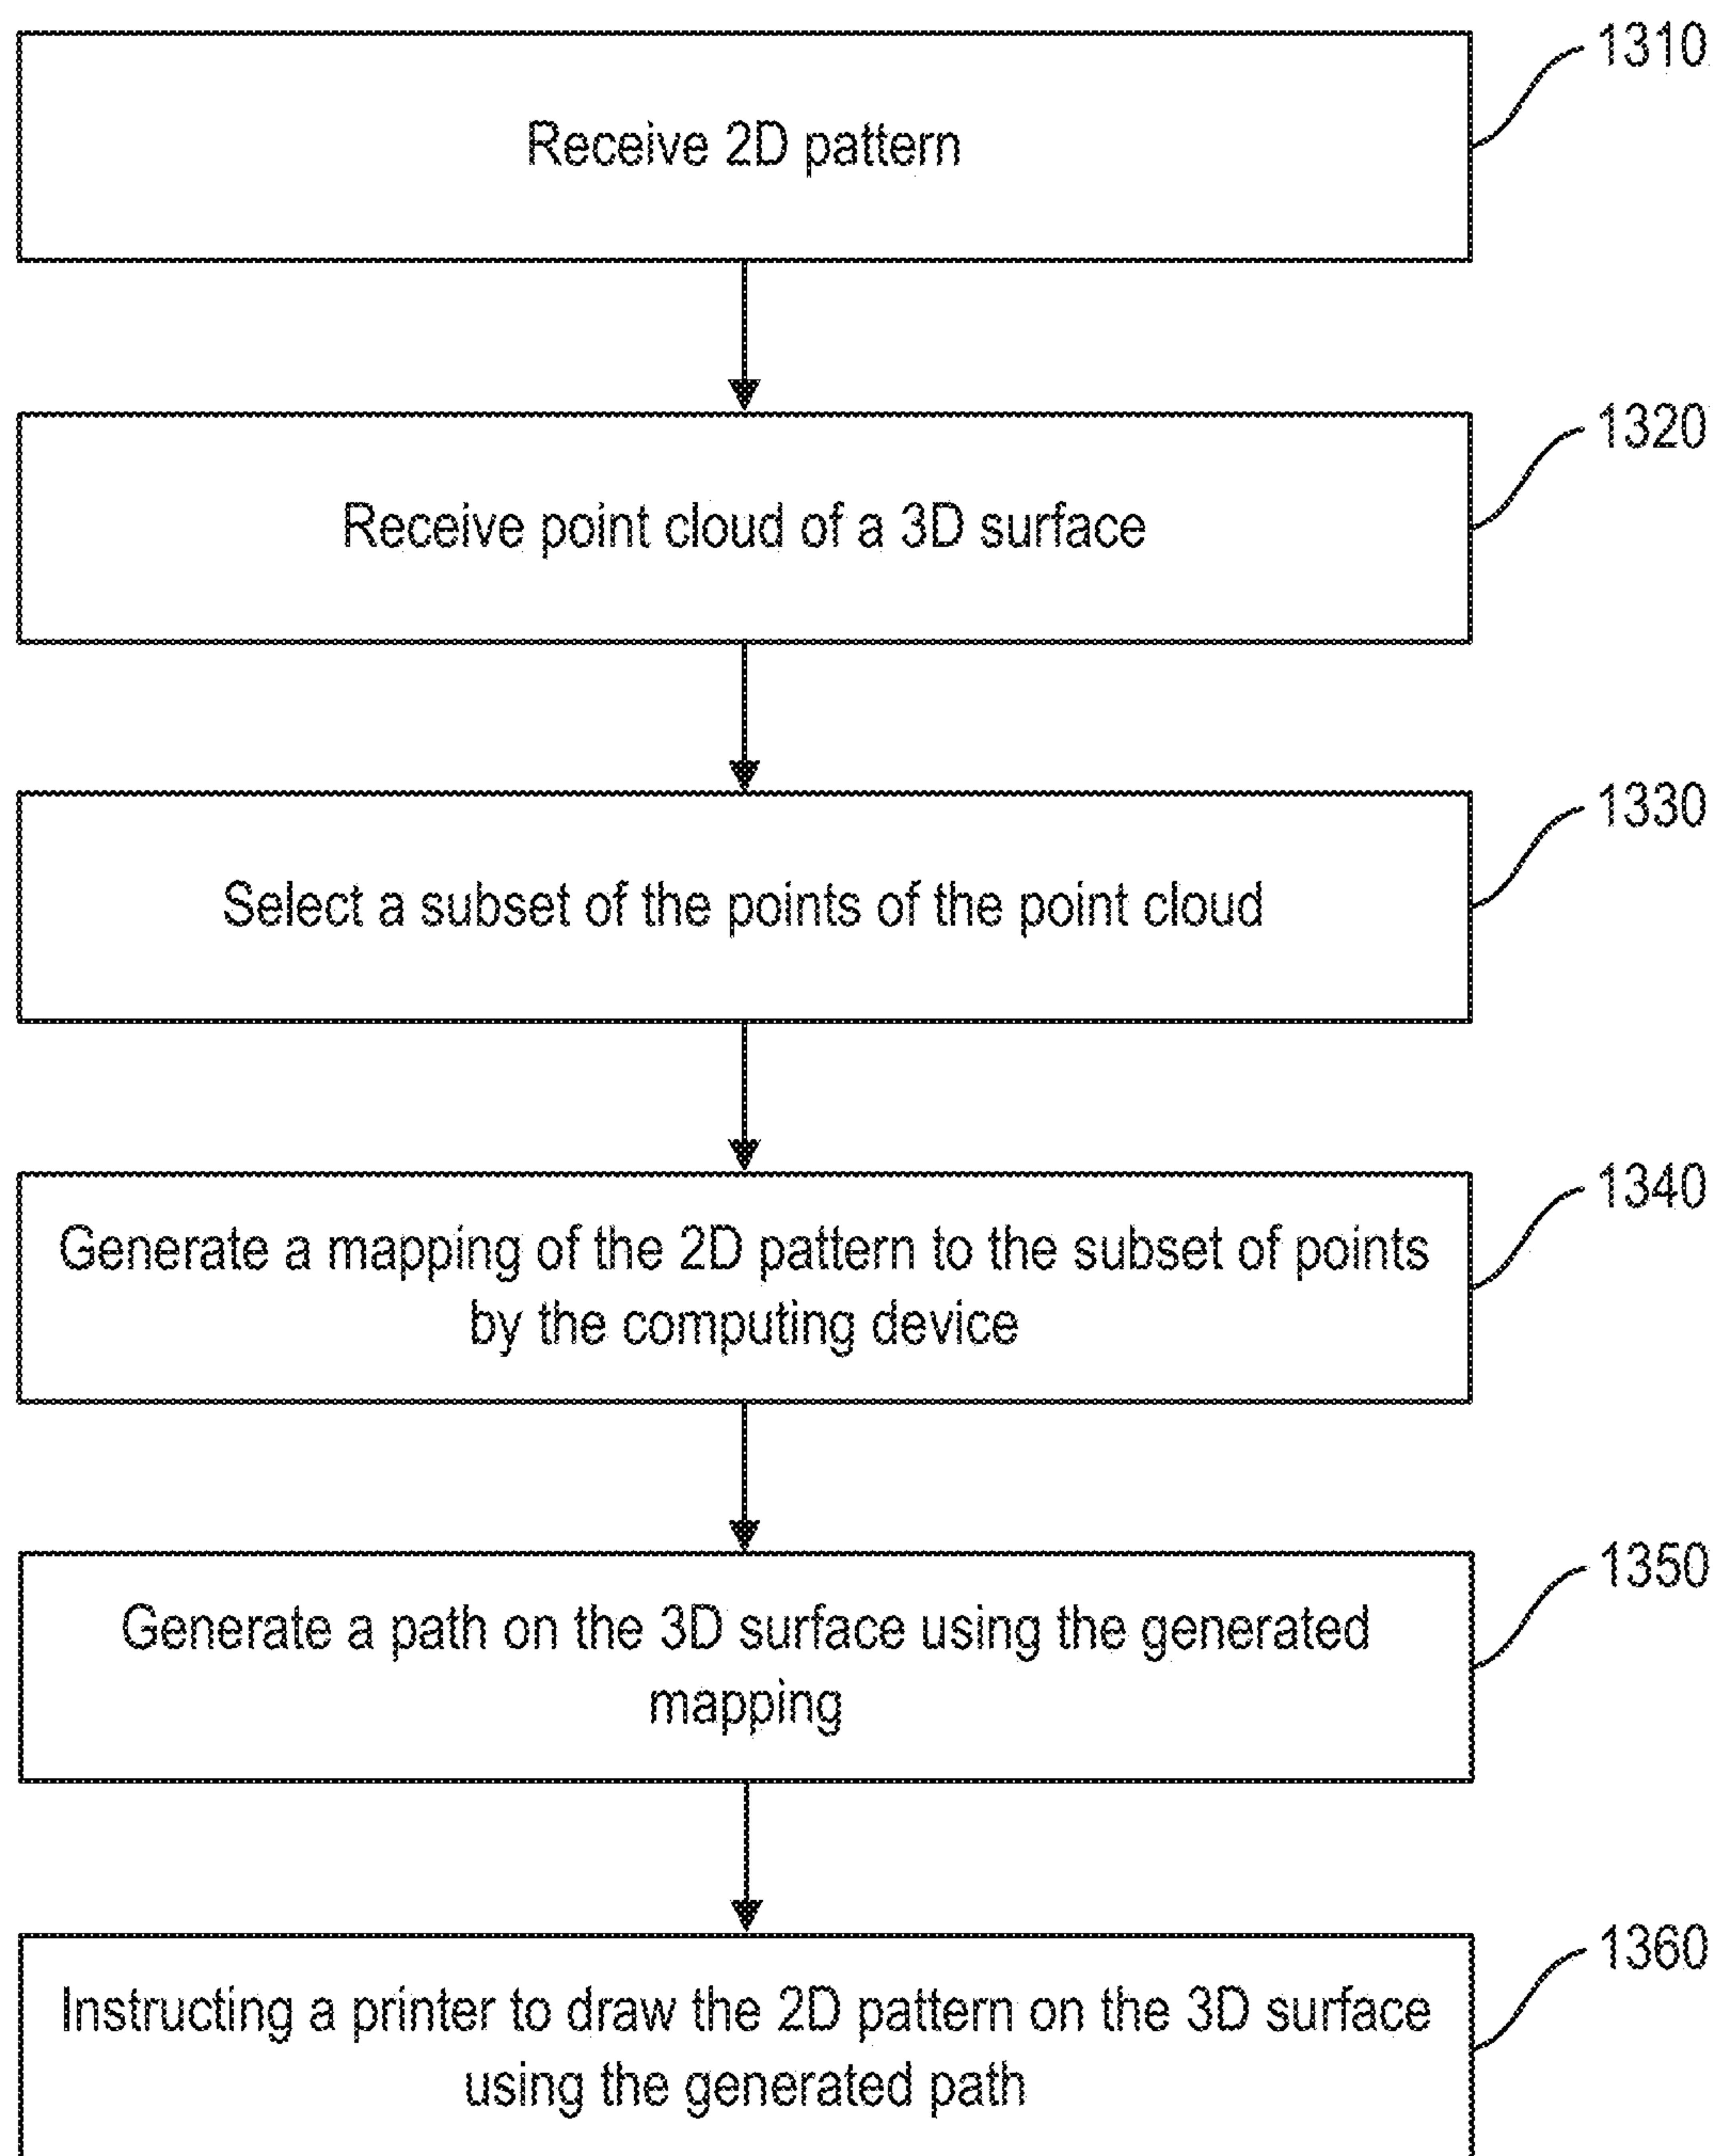 1310
Receive 2D pattern
1320
Receive point cloud of a 3D surface
1330
Select a subset of the points of the point cloud
1340
Generate a mapping of the 2D pattern to the subset of points
by the computing device
1350
Generate a path on the 3D surface using the generated
mapping
1360
Instructing a printer to draw the 2D pattern on the 3D surface
using the generated path